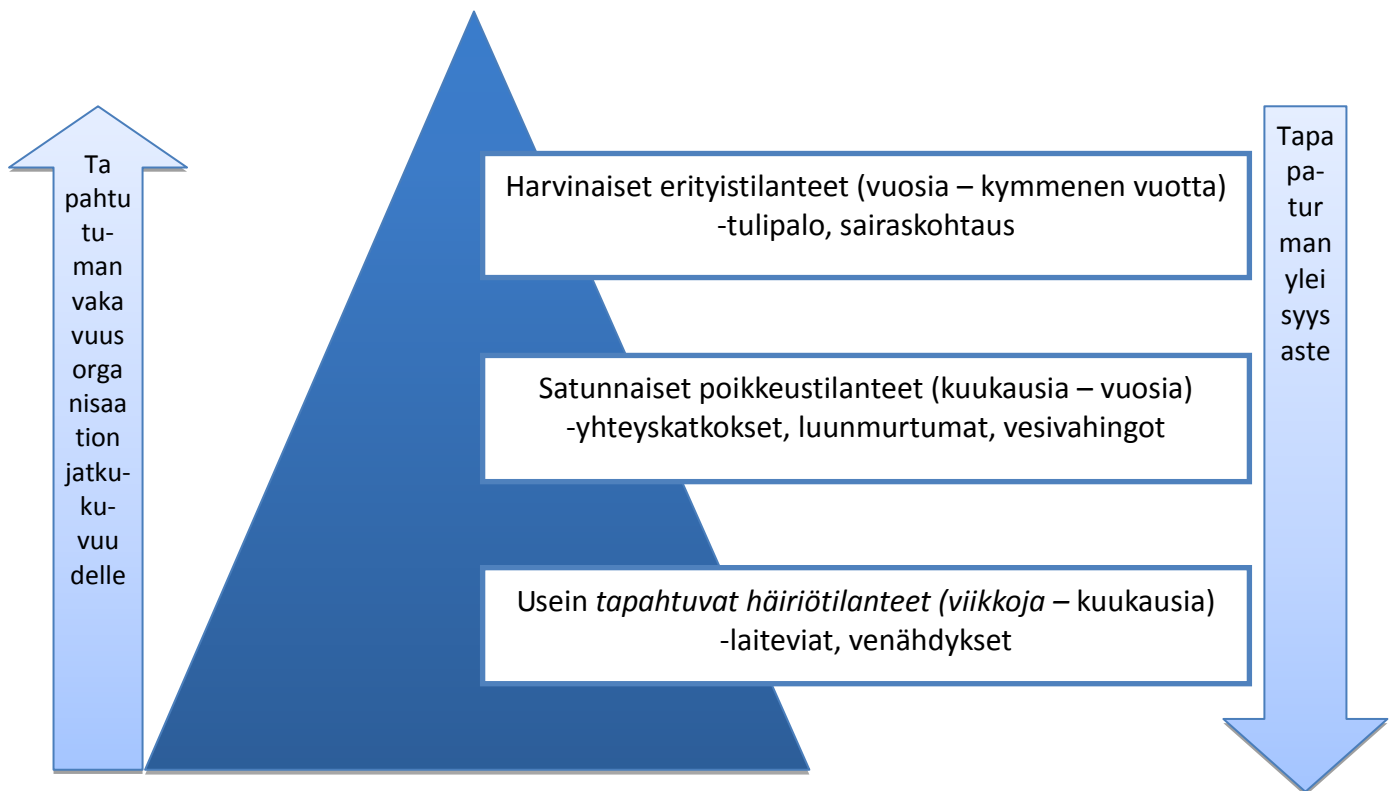 Ta
pahtu
tu-
man
vaka
vuus
orga
nisaa
tion
jatku-
ku-
vuu
delle
Harvinaiset erityistilanteet (vuosia – kymmenen vuotta)
-tulipalo, sairaskohtaus
Satunnaiset poikkeustilanteet (kuukausia – vuosia)
-yhteyskatkokset, luunmurtumat, vesivahingot
Usein tapahtuvat häiriötilanteet (viikkoja – kuukausia)
-laiteviat, venähdykset
Tapa
pa-
tur
man
ylei
syys
aste